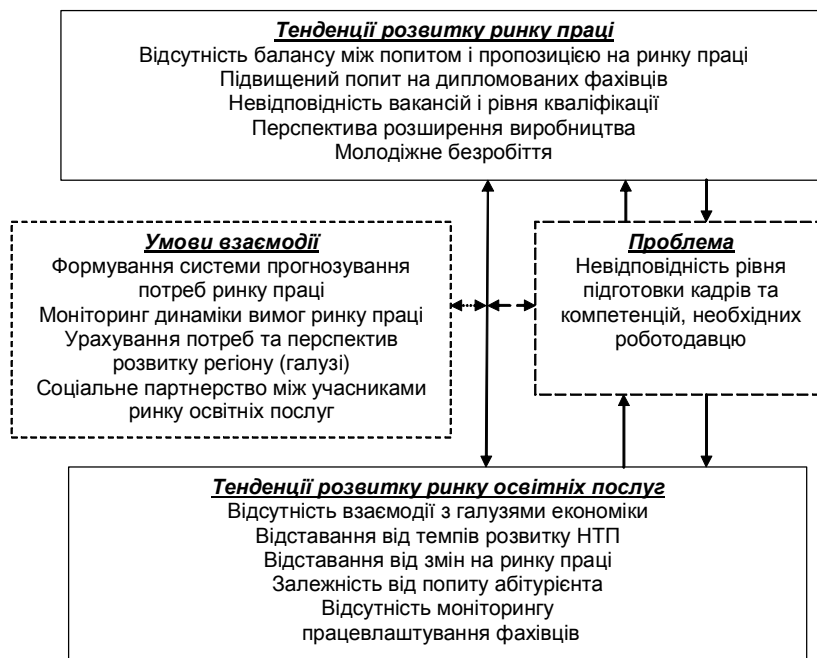 Тенденції розвитку ринку праці
Відсутність балансу між попитом і пропозицією на ринку праці
Підвищений попит на дипломованих фахівців
Невідповідність вакансій і рівня кваліфікації
Перспектива розширення виробництва
Молодіжне безробіття
Умови взаємодії
Формування системи прогнозування
потреб ринку праці
Моніторинг динаміки вимог ринку праці
Урахування потреб та перспектив
розвитку регіону (галузі)
Соціальне партнерство між учасниками
ринку освітніх послуг
Проблема
Невідповідність рівня
підготовки кадрів та
компетенцій, необхідних
роботодавцю
Тенденції розвитку ринку освітніх послуг
Відсутність взаємодії з галузями економіки
Відставання від темпів розвитку НТП
Відставання від змін на ринку праці
Залежність від попиту абітурієнта
Відсутність моніторингу
працевлаштування фахівців